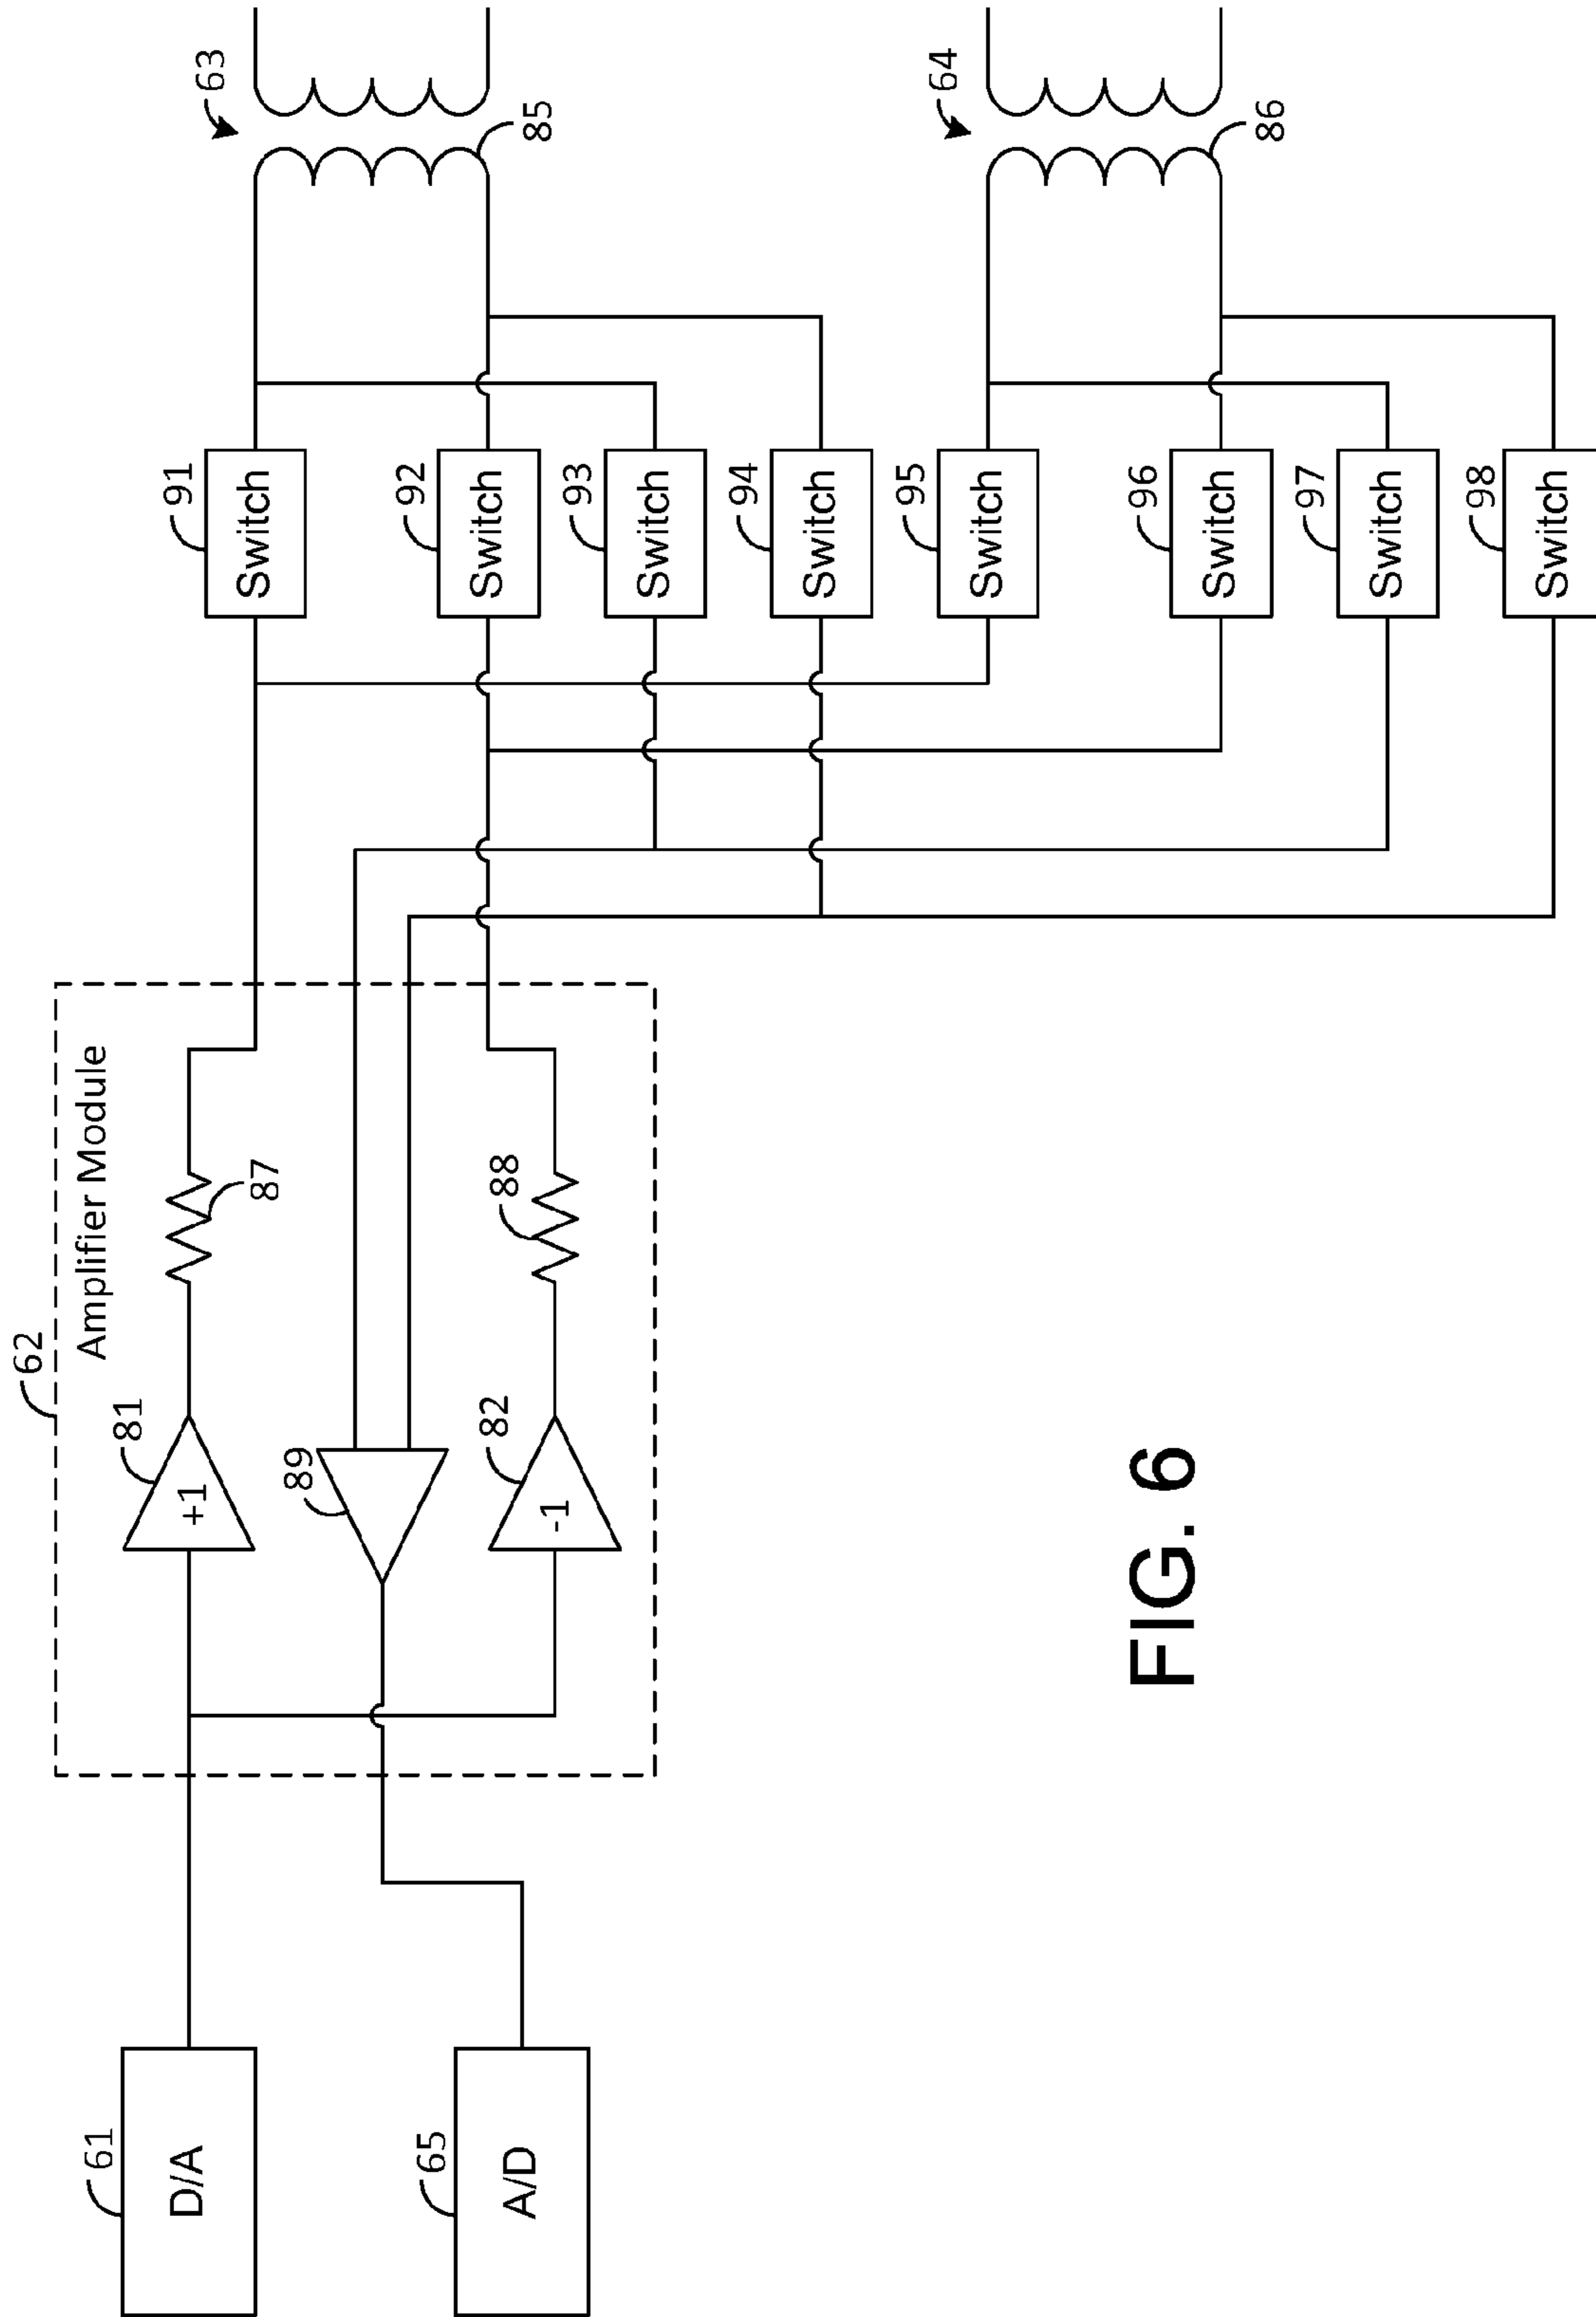 62
Amplifier Module
61
D/A
65
A/D
81
+1
87
89
82
-1
88
91
Switch
92
Switch
93
Switch
94
Switch
95
Switch
96
Switch
97
Switch
98
Switch
63
85
64
86
FIG. 6